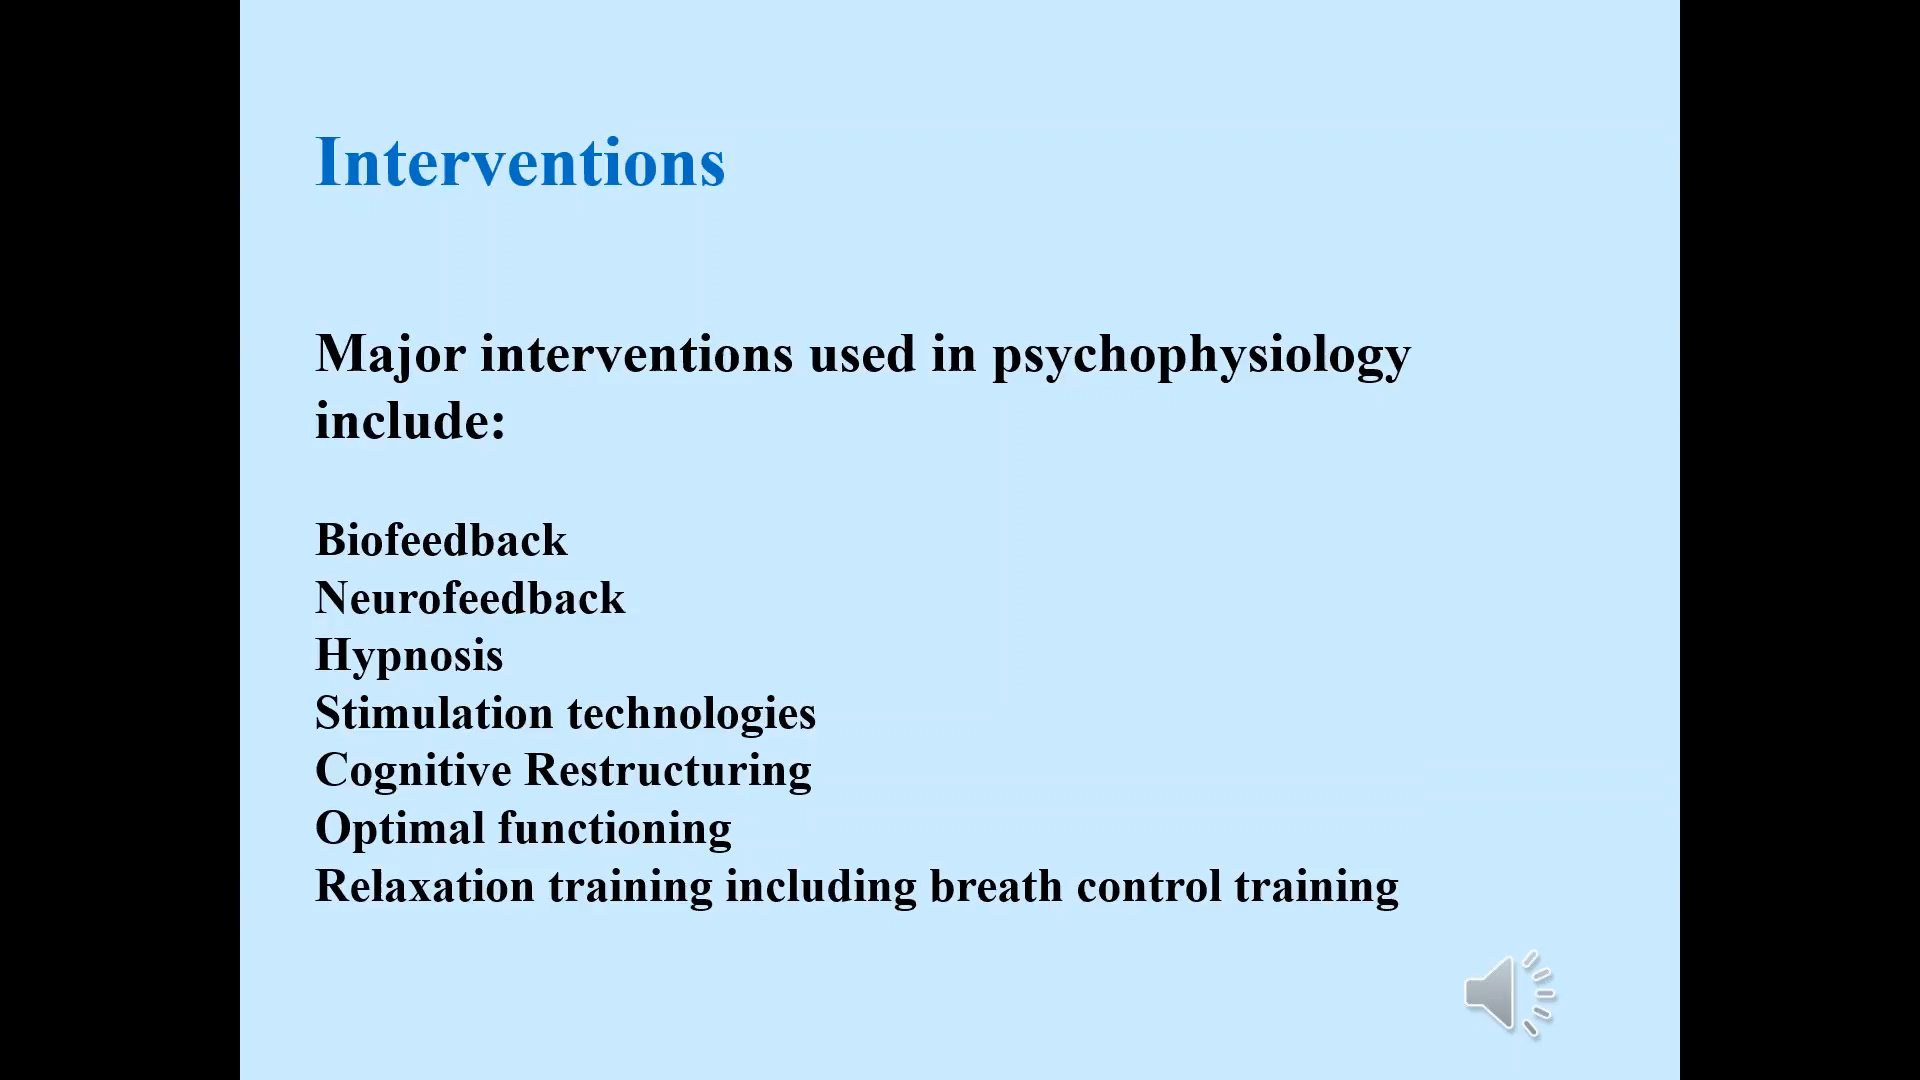 Interventions
Major interventions used in psychophysiology
include:
Biofeedback
Neurofeedback
Hypnosis
Stimulation technologies
Cognitive Restructuring
Optimal functioning
Relaxation training including breath control training